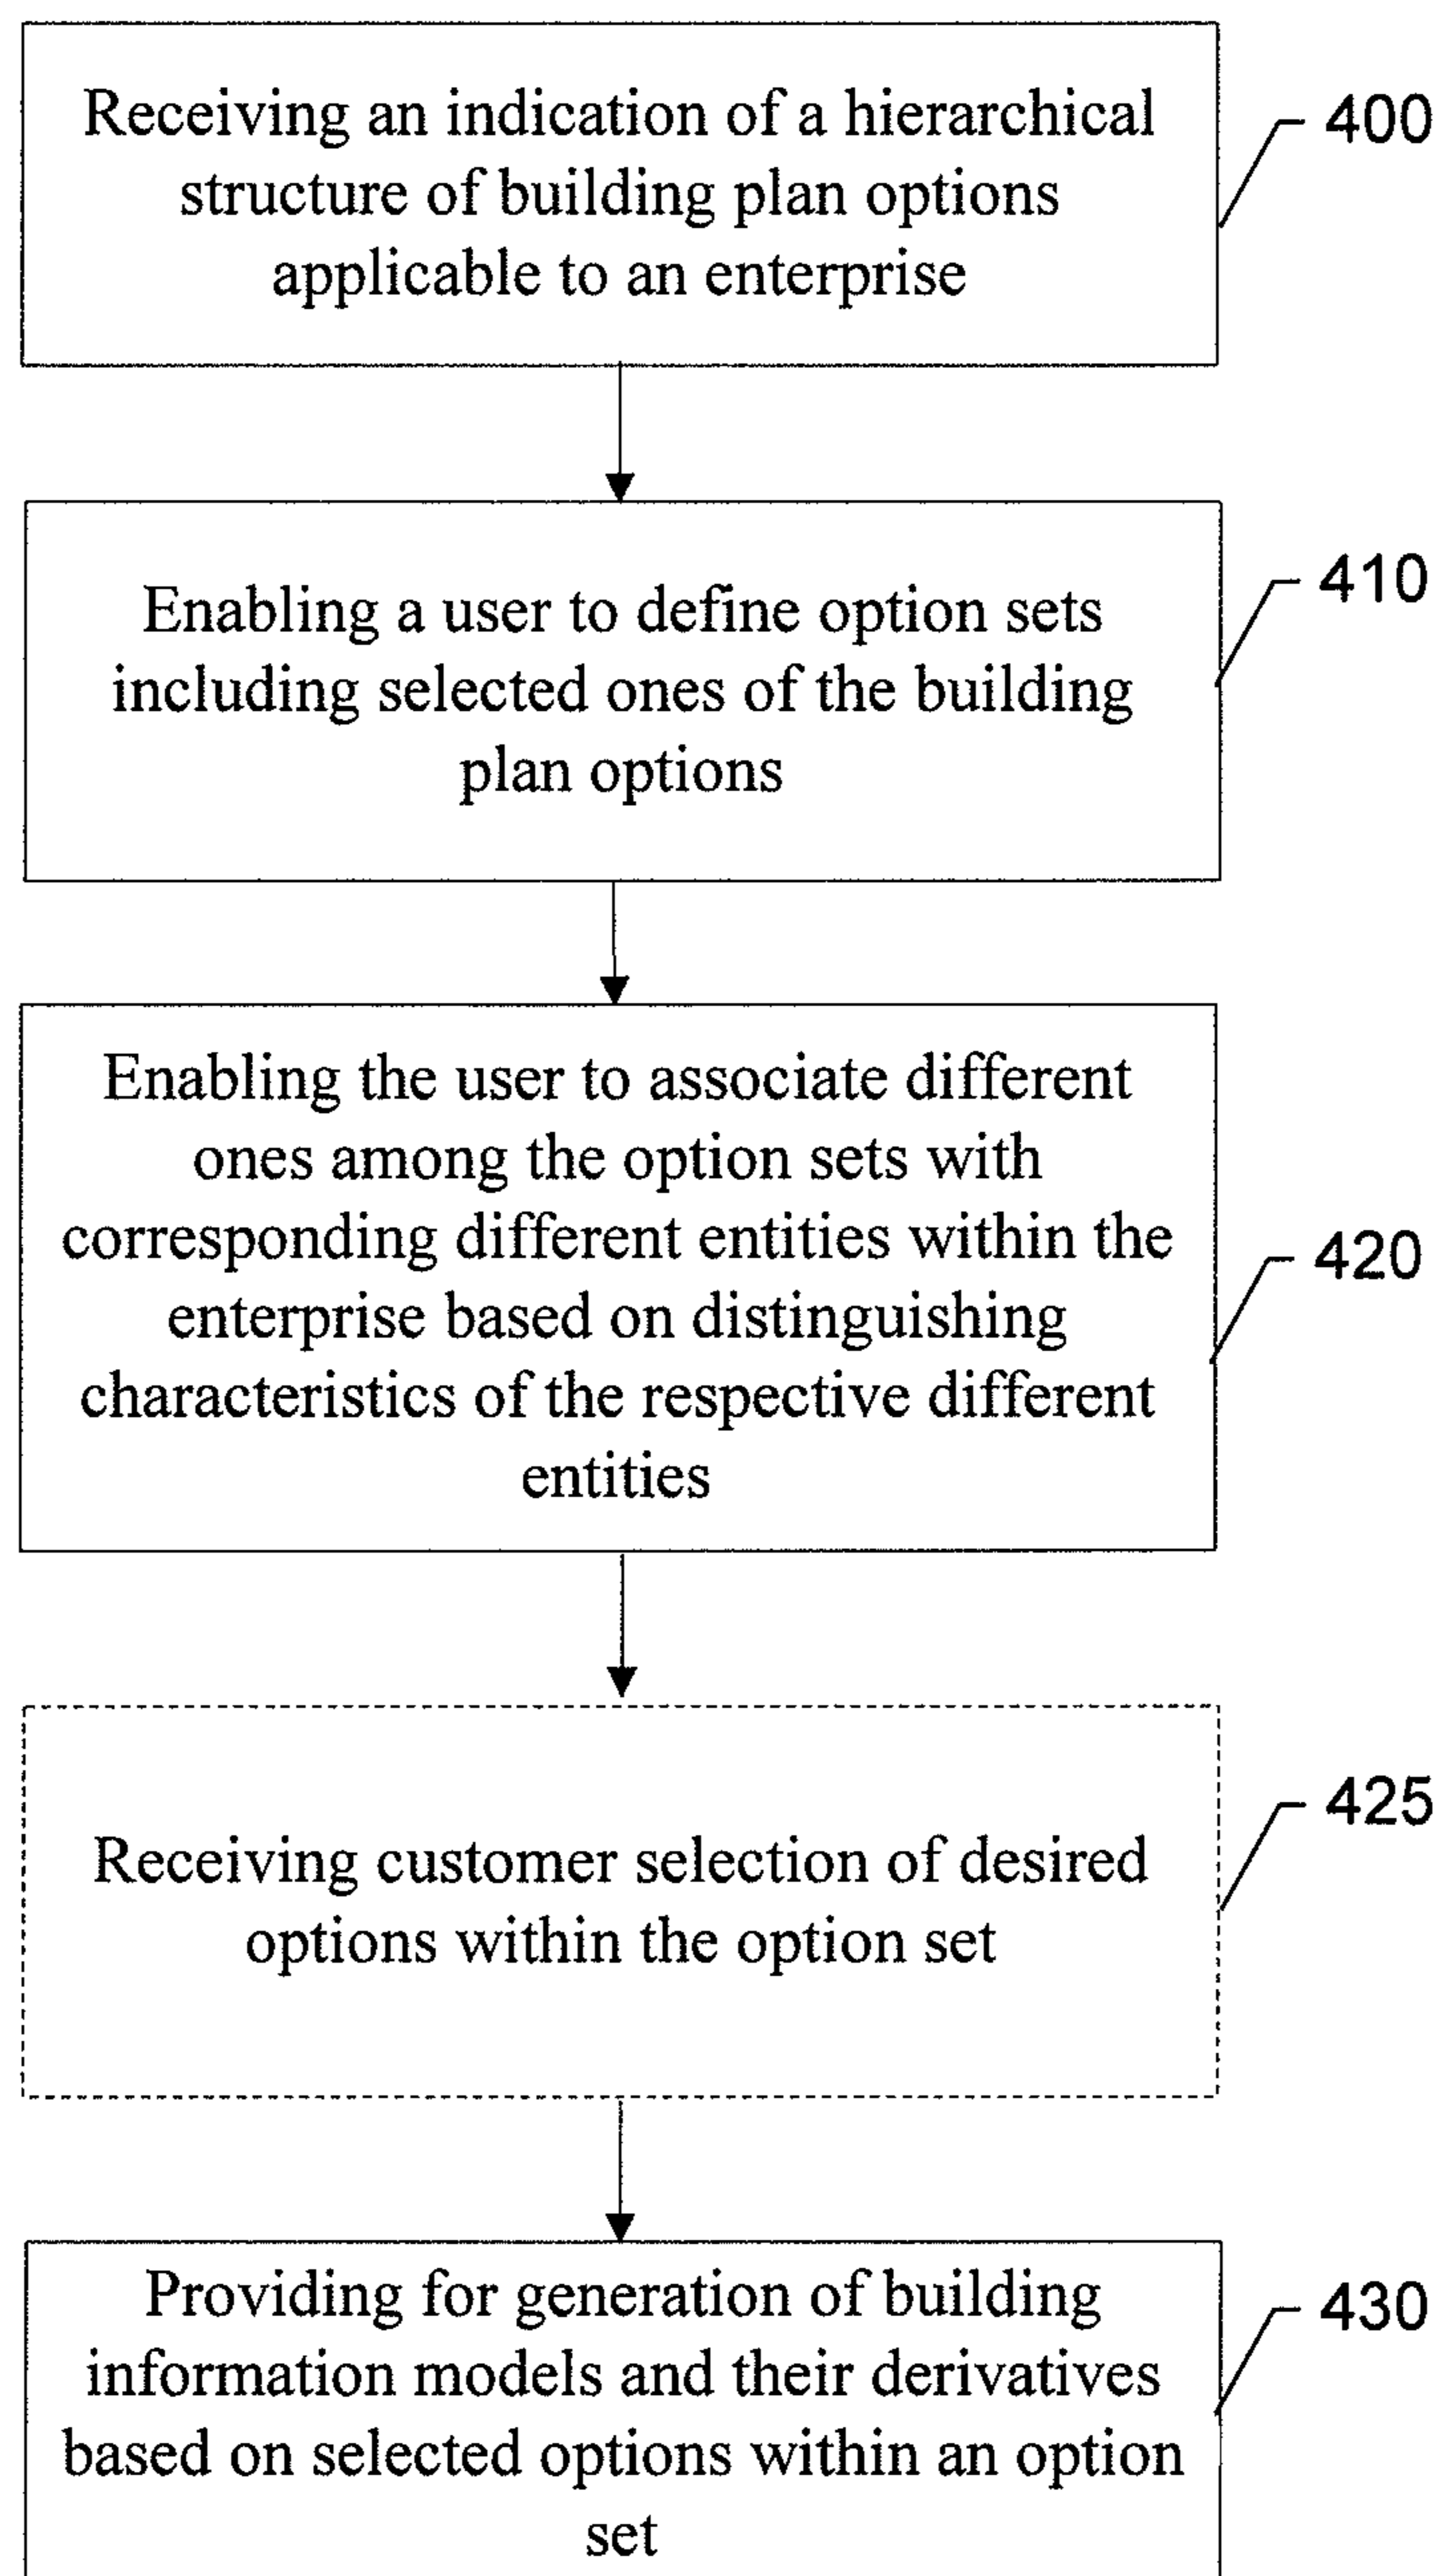 Receiving an indication of a hierarchical
structure of building plan options
applicable to an enterprise
400
Enabling a user to define option sets
including selected ones of the building
plan options
410
Enabling the user to associate different
ones among the option sets with
corresponding different entities within the
enterprise based on distinguishing
characteristics of the respective different
entities
420
Receiving customer selection of desired
options within the option set
425
Providing for generation of building
information models and their derivatives
based on selected options within an option
set
430